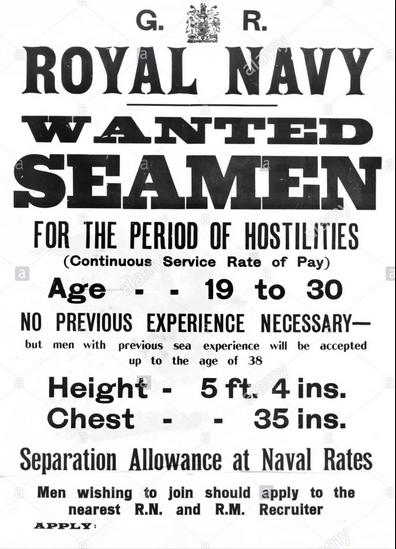 G. R.
ROYAL NAVY
WANTED
SEAMEN
FOR THE PERIOD OF HOSTILITIES
(Continuous Service Rate of Pay)
Age - - 19 to 30
NO PREVIOUS EXPERIENCE NECESSARY—
but men with previous sea experience will be accepted
up to the age of 38
Height - 5 ft. 4 ins.
Chest - - 35 ins.
Separation Allowance at Naval Rates
Men wishing to join should apply to the
nearest R.N. and R.M. Recruiter
APPLY: